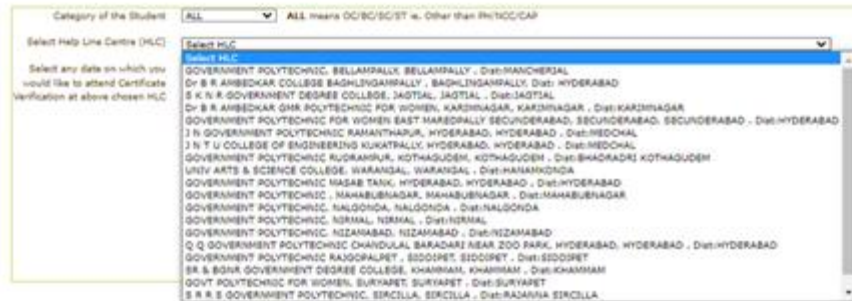 Category of the Student ALL ALL means OC/BC/SC/ST ie. Other than PH/NCC/CAP
Select Help Line Centre (HLC) Select HLC
Select HLC
Select any date on which you
would like to attend Certificate
Verification at above chosen HLC
GOVERNMENT POLYTECHNIC, BELLAMPALLY, BELLAMPALLY , Dist:MANCHERIAL
Dr B R AMBEDKAR COLLEGE BAGHLINGAMPALLY , BAGHLINGAMPALLY, Dist: HYDERABAD
S K N R GOVERNMENT DEGREE COLLEGE, JAGTIAL, JAGTIAL , Dist:JAGTIAL
Dr B R AMBEDKAR GMR POLYTECHNIC FOR WOMEN, KARIMNAGAR, KARIMNAGAR , Dist:KARIMNAGAR
GOVERNMENT POLYTECHNIC FOR WOMEN EAST MAREDPALLY SECUNDERABAD, SECUNDERABAD, SECUNDERABAD , Dist:HYDERABAD
J N GOVERNMENT POLYTECHNIC RAMANTHAPUR, HYDERABAD, HYDERABAD , Dist:MEDCHAL
J N T U COLLEGE OF ENGINEERING KUKATPALLY, HYDERABAD, HYDERABAD , Dist:MEDCHAL
GOVERNMENT POLYTECHNIC RUDRAMPUR, KOTHAGUDEM, KOTHAGUDEM , Dist:BHADRADRI KOTHAGUDEM
UNIV ARTS & SCIENCE COLLEGE, WARANGAL, WARANGAL , Dist:HANAMKONDA
GOVERNMENT POLYTECHNIC MASAB TANK, HYDERABAD, HYDERABAD , Dist:HYDERABAD
GOVERNMENT POLYTECHNIC , MAHABUBNAGAR, MAHABUBNAGAR , Dist:MAHABUBNAGAR
GOVERNMENT POLYTECHNIC, NALGONDA, NALGONDA , Dist:NALGONDA
GOVERNMENT POLYTECHNIC, NIRMAL, NIRMAL , Dist:NIRMAL
GOVERNMENT POLYTECHNIC, NIZAMABAD, NIZAMABAD , Dist:NIZAMABAD
Q Q GOVERNMENT POLYTECHNIC CHANDULAL BARADARI NEAR ZOO PARK, HYDERABAD, HYDERABAD , Dist:HYDERABAD
GOVERNMENT POLYTECHNIC RAJGOPALPET , SIDDIPET, SIDDIPET , Dist:SIDDIPET
SR & BGNR GOVERNMENT DEGREE COLLEGE, KHAMMAM, KHAMMAM , Dist:KHAMMAM
GOVT POLYTECHNIC FOR WOMEN, SURYAPET, SURYAPET , Dist:SURYAPET
S R R S GOVERNMENT POLYTECHNIC, SIRCILLA, SIRCILLA , Dist:RAJANNA SIRCILLA